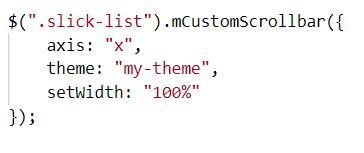 $(".slick-list").mCustomScrollbar({
    axis: "x",
    theme: "my-theme",
    setWidth: "100%"
});